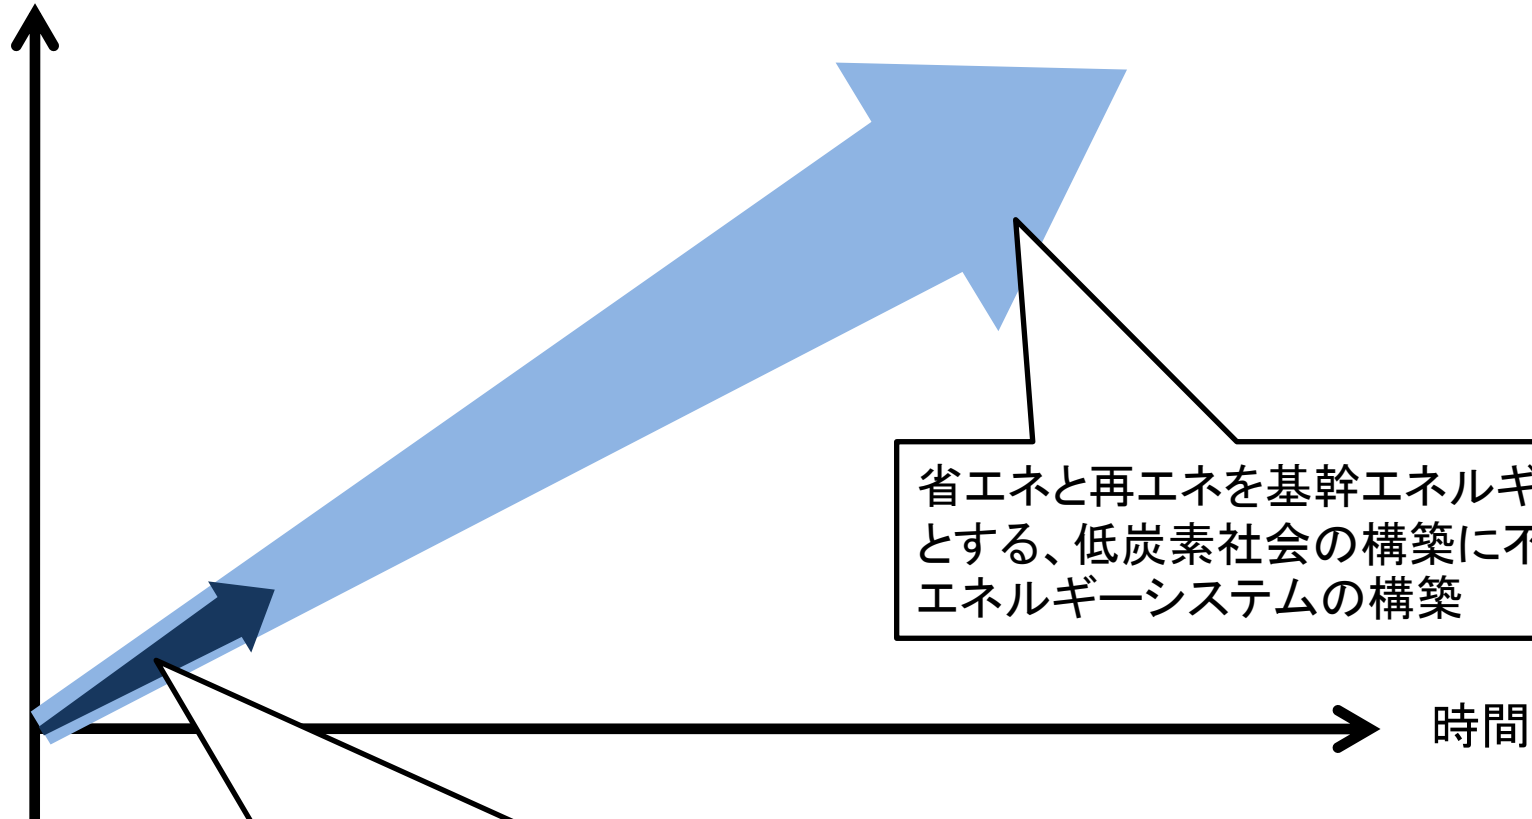 省エネと再エネを基幹エネルギ
とする、低炭素社会の構築に不
エネルギーシステムの構築
時間